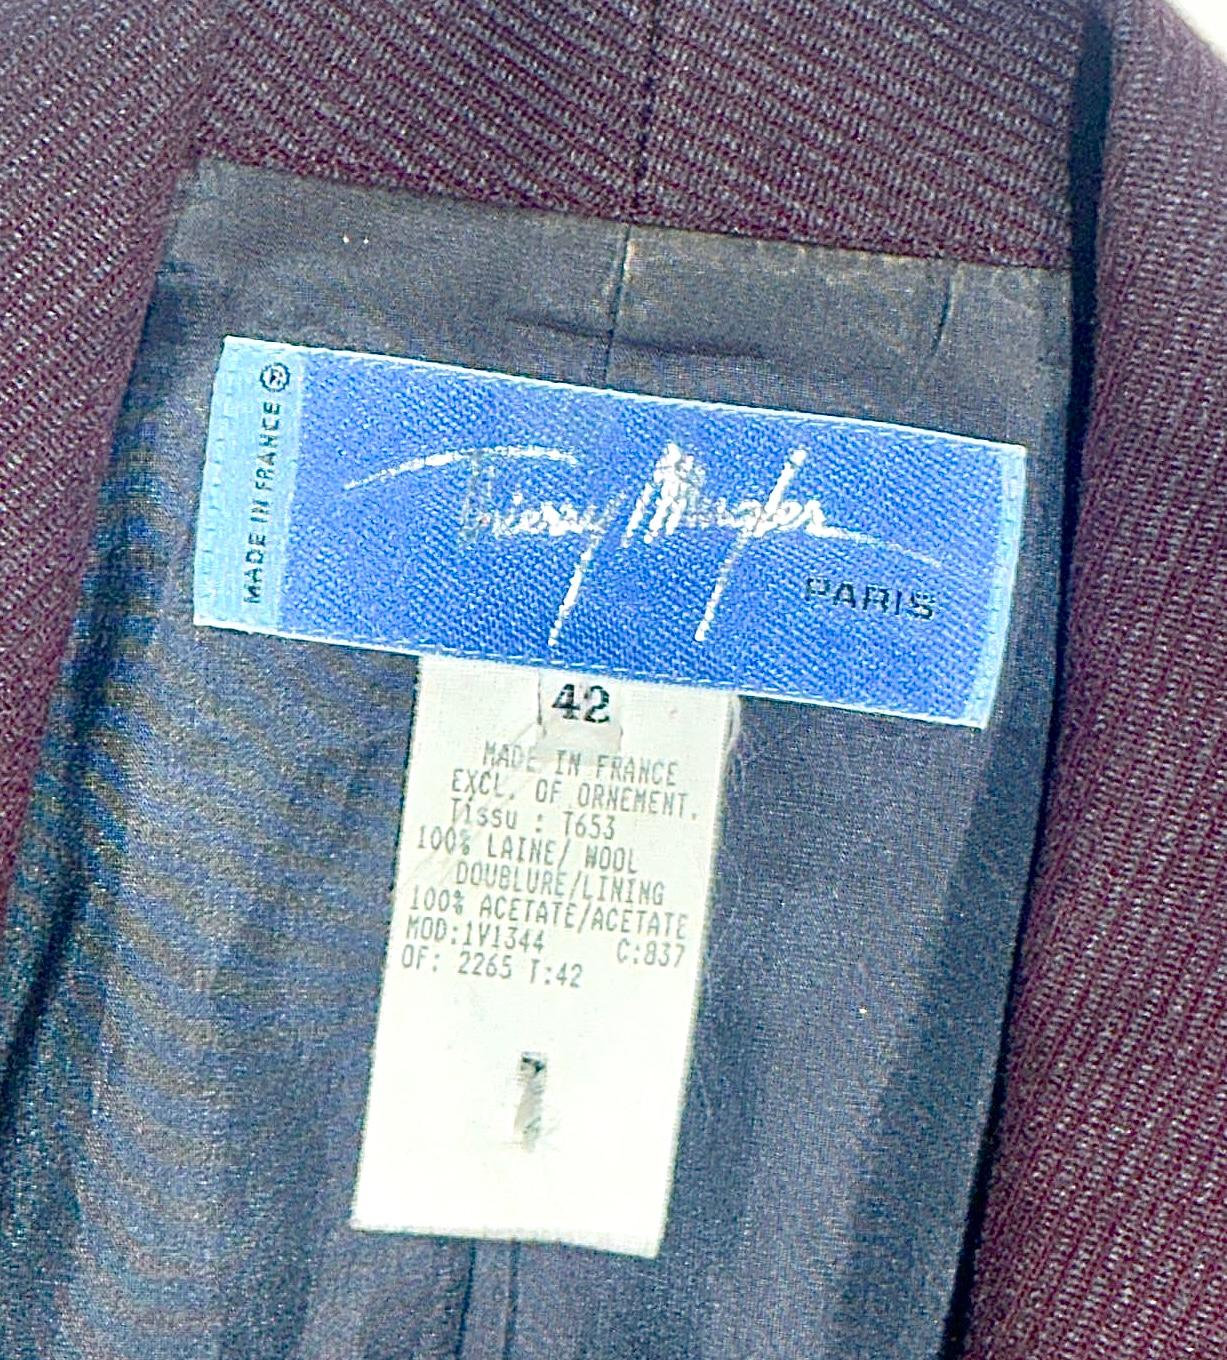 MADE IN FRANCE ®
Thierry Mugler
PARIS
42
MADE IN FRANCE
EXCL. OF ORNEMENT.
Tissu : T653
100% LAINE/ WOOL
DOUBLURE/LINING
100% ACETATE/ACETATE
MOD:1V1344 C:837
OF: 2265 T:42